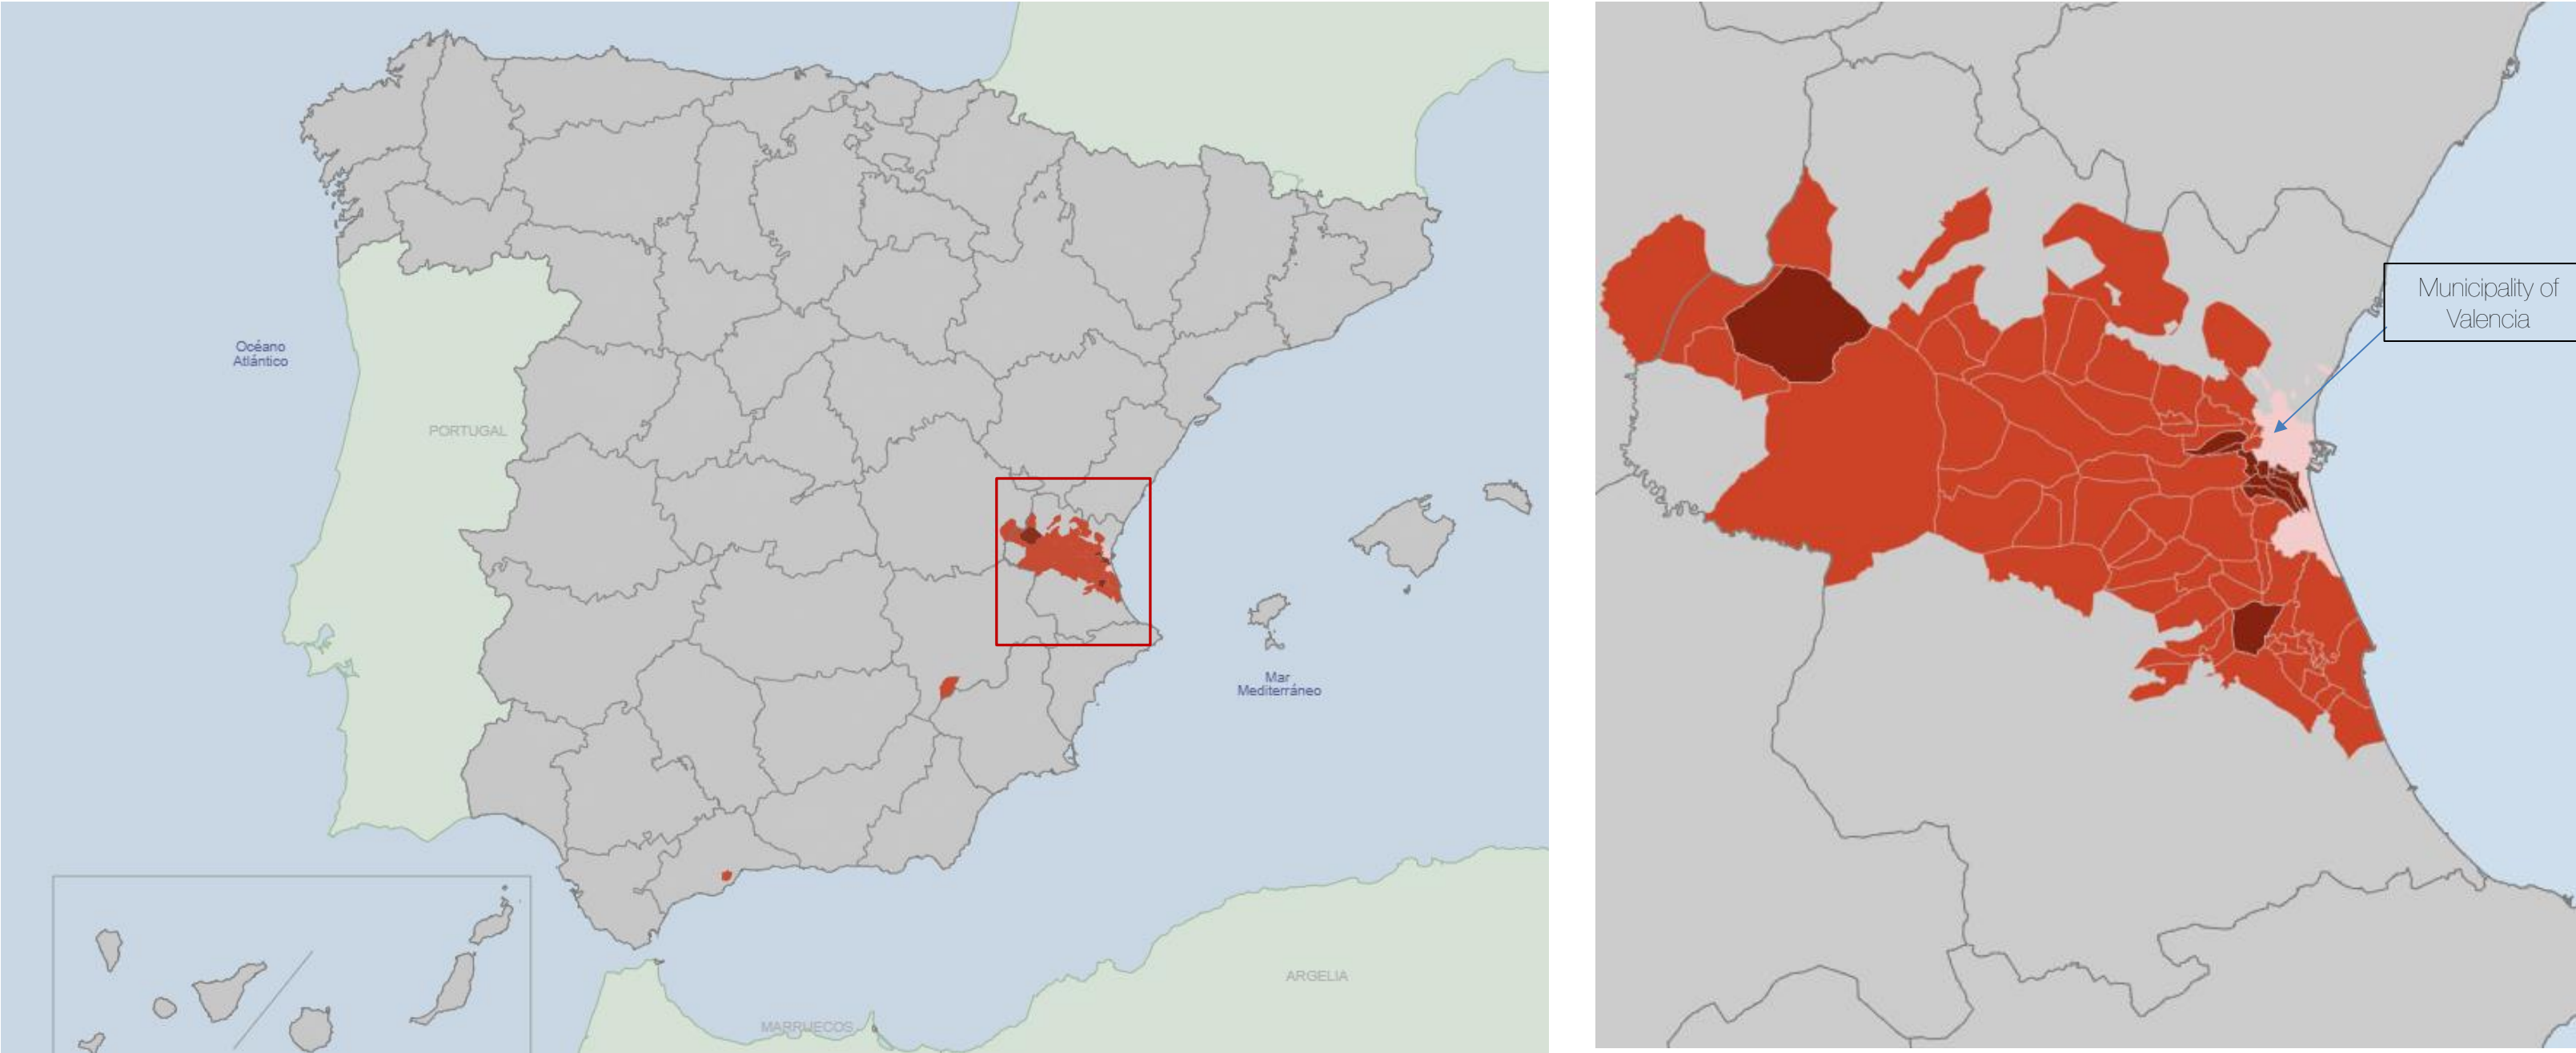 Océano
Atlántico
PORTUGAL
Mar
Mediterráneo
ARGELIA
MARRUECOS
Municipality of
Valencia